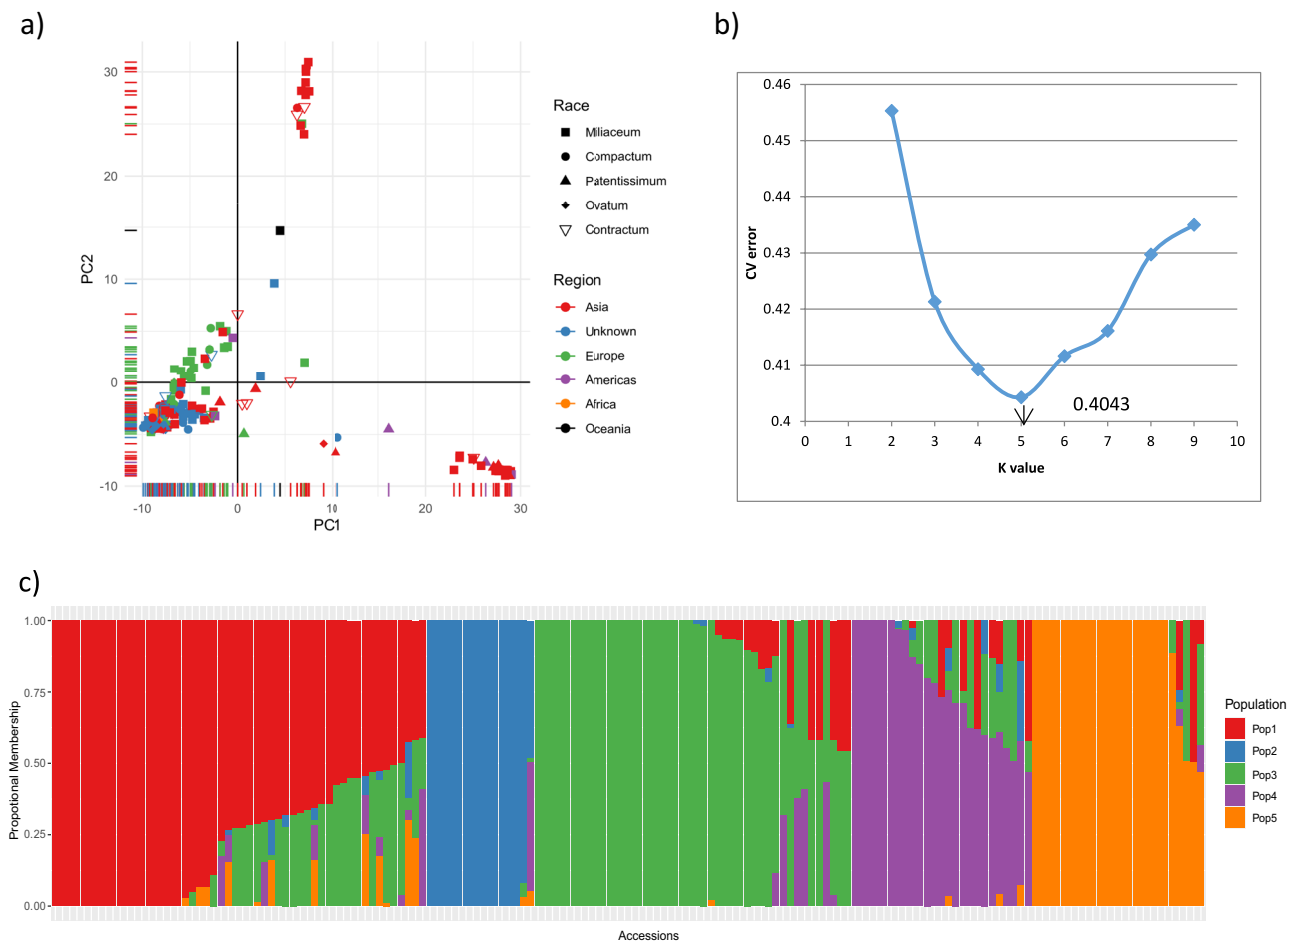 a)
PC2
30
20
10
0
-10
-10
0
10
20
30
PC1
Race
Miliaceum
Compactum
Patentissimum
Ovatum
Contractum
Region
Asia
Unknown
Europe
Americas
Africa
Oceania
b)
CV error
0.46
0.45
0.44
0.43
0.42
0.41
0.4
0.4043
0
1
2
3
4
5
6
7
8
9
10
K value
c)
Propotional Membership
1.00
0.75
0.50
0.25
0.00
Accessions
Population
Pop1
Pop2
Pop3
Pop4
Pop5